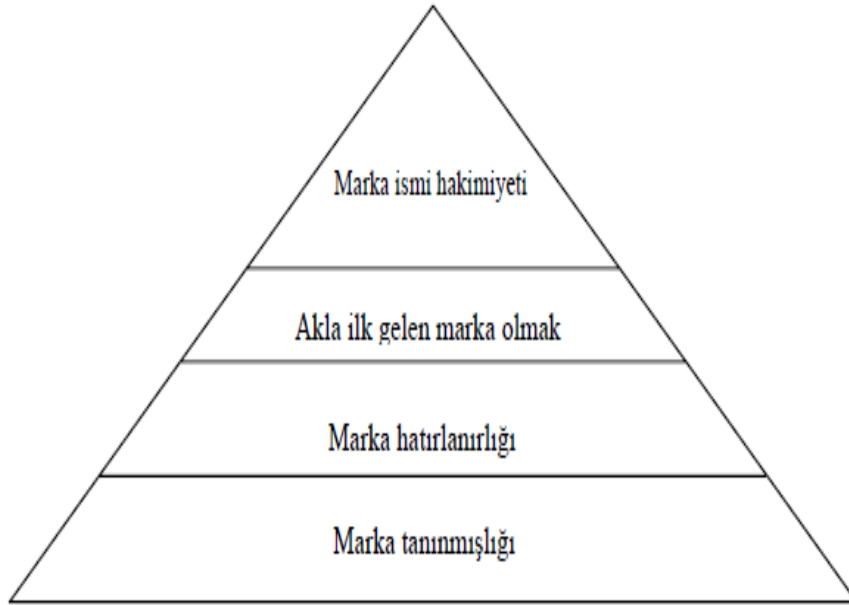 Marka ismi hakimiyeti
Akla ilk gelen marka olmak
Marka hatırlanırlığı
Marka tanınmışlığı